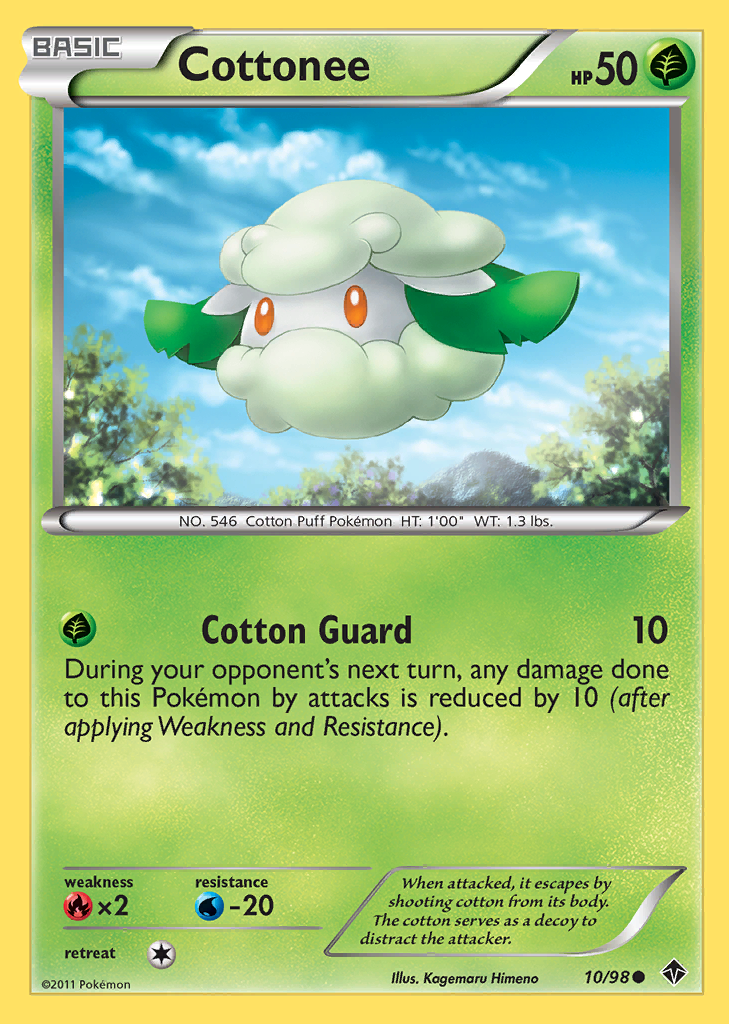 BASIC
Cottonee
HP 50
NO. 546 Cotton Puff Pokémon HT: 1'00" WT: 1.3 lbs.
Cotton Guard 10
During your opponent's next turn, any damage done
to this Pokémon by attacks is reduced by 10 (after
applying Weakness and Resistance).
weakness
×2
resistance
-20
retreat
When attacked, it escapes by
shooting cotton from its body.
The cotton serves as a decoy to
distract the attacker.
©2011 Pokémon
Illus. Kagemaru Himeno
10/98